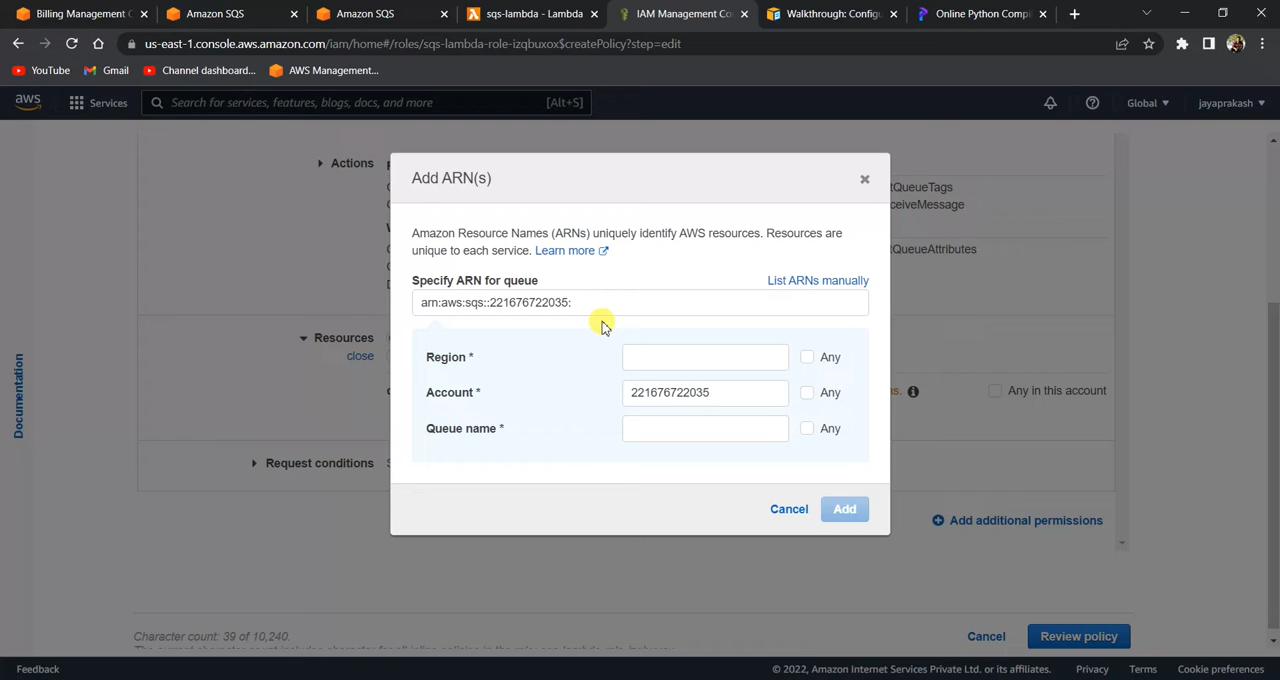 Billing Management C
Amazon SQS
Amazon SQS
sqs-lambda - Lambda
IAM Management Co
Walkthrough: Configu
Online Python Compil
us-east-1.console.aws.amazon.com/iam/home#/roles/sqs-lambda-role-izqbuxox$createPolicy?step=edit
YouTube
Gmail
Channel dashboard...
AWS Management...
aws
Services
Search for services, features, blogs, docs, and more
[Alt+S]
Global
jayaprakash
Actions
Add ARN(s)
tQueueTags
ceiveMessage
Amazon Resource Names (ARNs) uniquely identify AWS resources. Resources are
unique to each service. Learn more
tQueueAttributes
Specify ARN for queue
List ARNs manually
arn:aws:sqs::221676722035:
Resources
close
Region *
Any
Account *
221676722035
Any
s.
Any in this account
Queue name *
Any
Request conditions
Documentation
Cancel
Add
Add additional permissions
Character count: 39 of 10,240.
Cancel
Review policy
Feedback
© 2022, Amazon Internet Services Private Ltd. or its affiliates.
Privacy
Terms
Cookie preferences